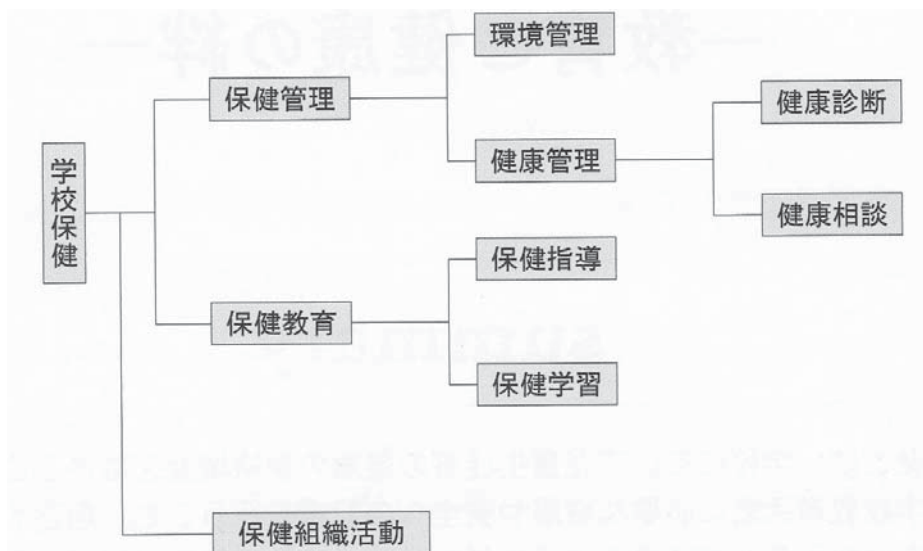 環境管理
保健管理
健康診断
健康管理
学校保健
健康相談
保健指導
保健教育
保健学習
保健組織活動